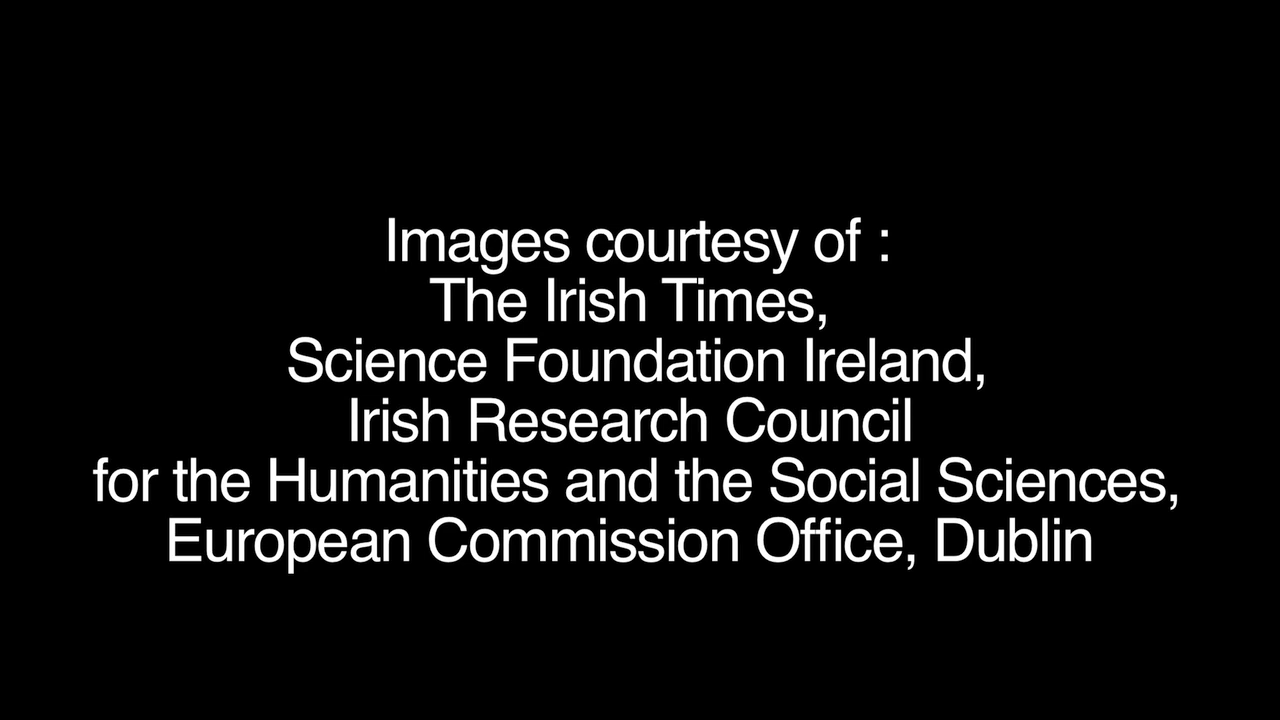 Images courtesy of :
The Irish Times,
Science Foundation Ireland,
Irish Research Council
for the Humanities and the Social Sciences,
European Commission Office, Dublin